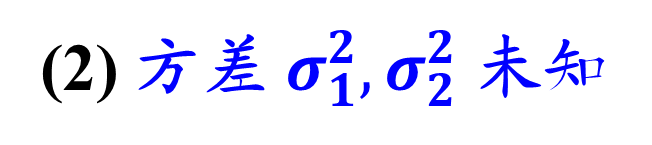 (2) 方差 σ₁², σ₂² 未知